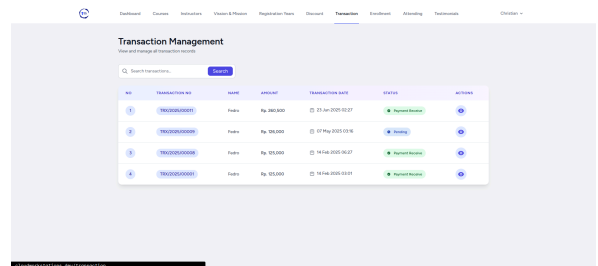 Dashboard Courses Instructors Vission & Mission Registration Years Discount Transaction Enrollment Attending Testimonials Christian
Transaction Management
View and manage all transaction records
Search transactions... Search
NO TRANSACTION NO NAME AMOUNT TRANSACTION DATE STATUS ACTIONS
1 TRX/2025/00011 Pedro Rp. 260,500 23 Jun 2025 02:27 Payment Receive
2 TRX/2025/00009 Pedro Rp. 126,000 07 May 2025 03:16 Pending
3 TRX/2025/00008 Pedro Rp. 125,000 14 Feb 2025 06:27 Payment Receive
4 TRX/2025/00001 Pedro Rp. 125,000 14 Feb 2025 03:01 Payment Receive